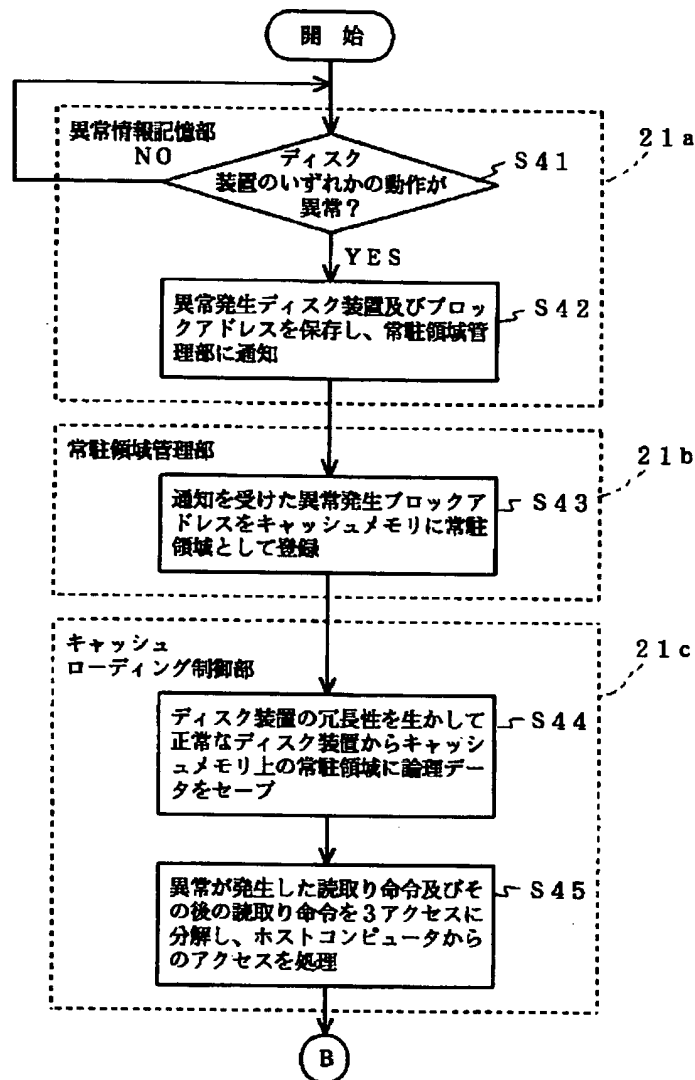 開 始
異常情報記憶部
21a
NO
ディスク
装置のいずれかの動作が
異常？
S41
YES
異常発生ディスク装置及びブロッ
クアドレスを保存し、常駐領域管
理部に通知
S42
常駐領域管理部
21b
通知を受けた異常発生ブロックア
ドレスをキャッシュメモリに常駐
領域として登録
S43
キャッシュ
ローディング制御部
21c
ディスク装置の冗長性を生かして
正常なディスク装置からキャッシ
ュメモリ上の常駐領域に論理デー
タをセーブ
S44
異常が発生した読取り命令及びそ
の後の読取り命令を3アクセスに
分解し、ホストコンピュータから
のアクセスを処理
S45
B